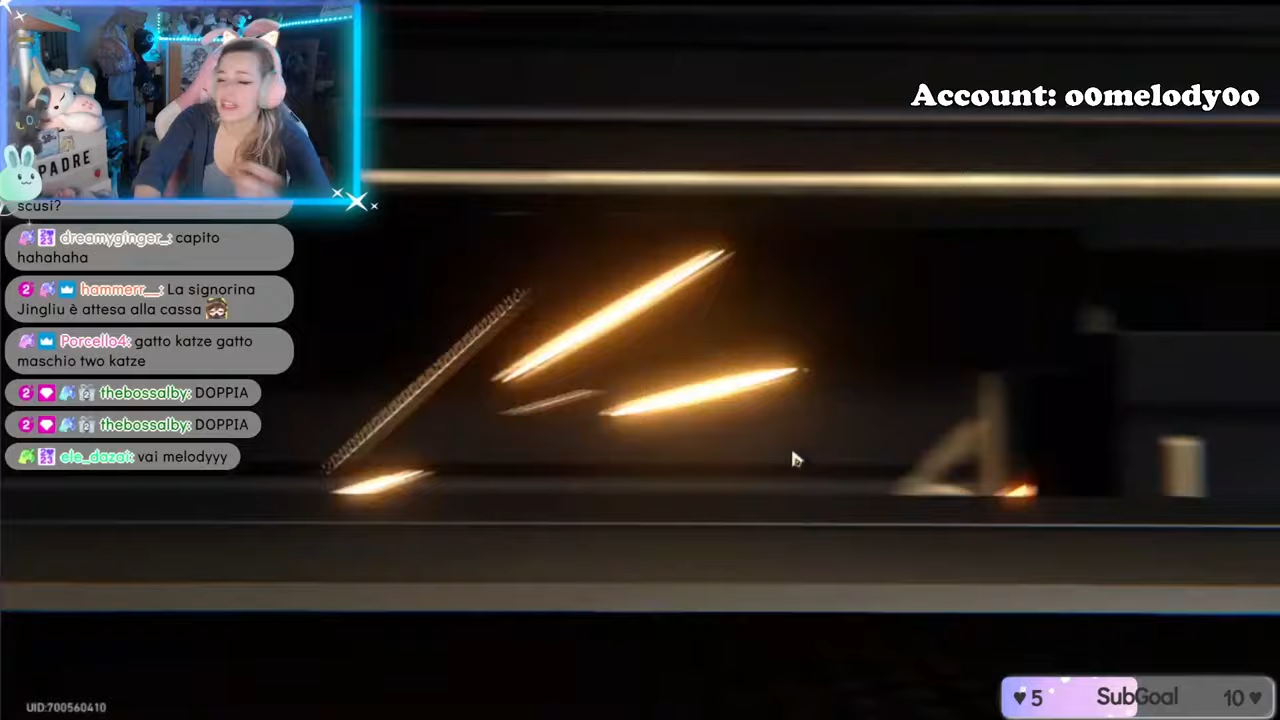 Account: o0melody0o
PADRE
scusi?
dreamyginger_: capito
hahahaha
2 hammerr__: La signorina
Jingliu è attesa alla cassa
Porcello4: gatto katze gatto
maschio two katze
2 thebossalby: DOPPIA
2 thebossalby: DOPPIA
ele_dazai: vai melodyyy
5 SubGoal 10
UID:700560410